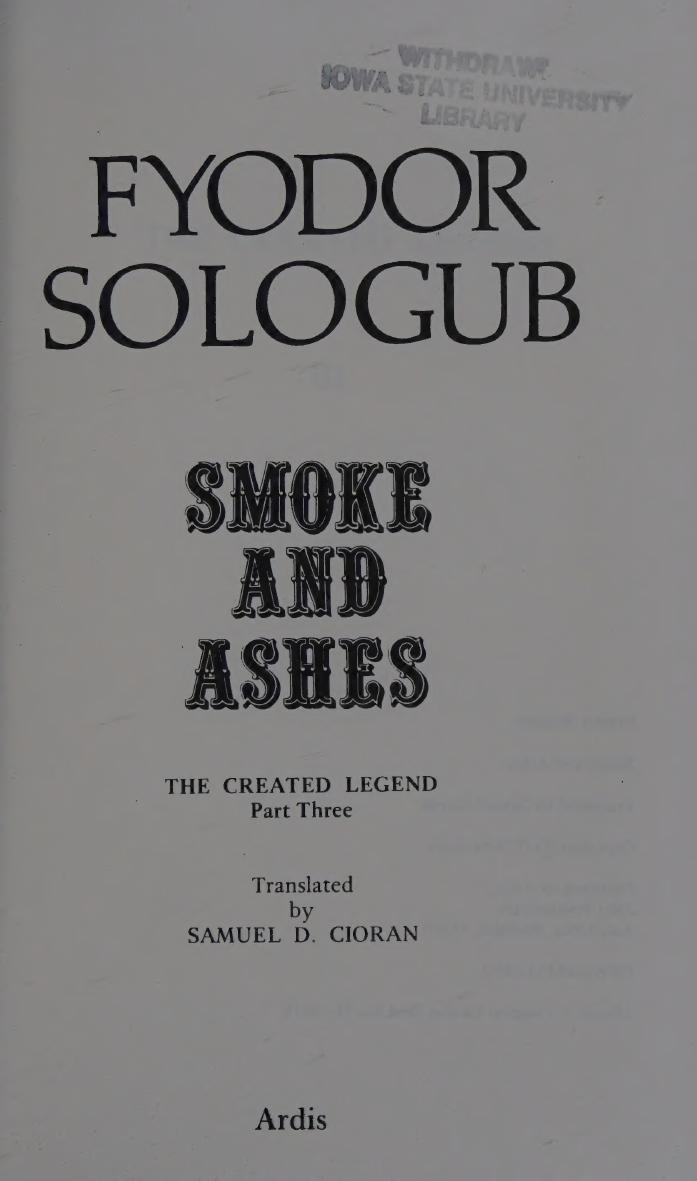 WITHDRAWN
IOWA STATE UNIVERSITY
LIBRARY
FYODOR
SOLOGUB
SMOKE
AND
ASHES
THE CREATED LEGEND
Part Three
Translated
by
SAMUEL D. CIORAN
Ardis